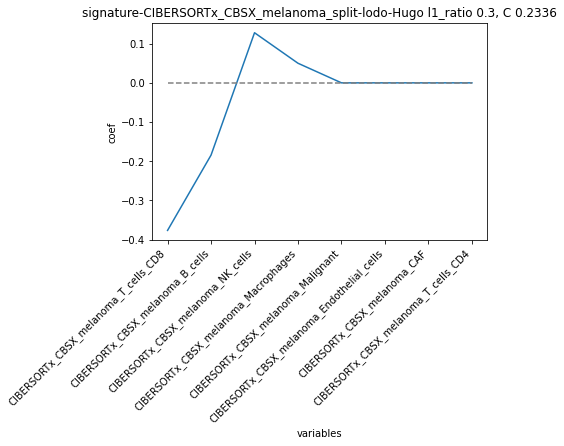 signature-CIBERSORTx_CBSX_melanoma_split-lodo-Hugo l1_ratio 0.3, C 0.2336
0.1
0.0
−0.1
−0.2
−0.3
−0.4
coef
CIBERSORTx_CBSX_melanoma_T_cells_CD8
CIBERSORTx_CBSX_melanoma_B_cells
CIBERSORTx_CBSX_melanoma_NK_cells
CIBERSORTx_CBSX_melanoma_Macrophages
CIBERSORTx_CBSX_melanoma_Malignant
CIBERSORTx_CBSX_melanoma_Endothelial_cells
CIBERSORTx_CBSX_melanoma_CAF
CIBERSORTx_CBSX_melanoma_T_cells_CD4
variables